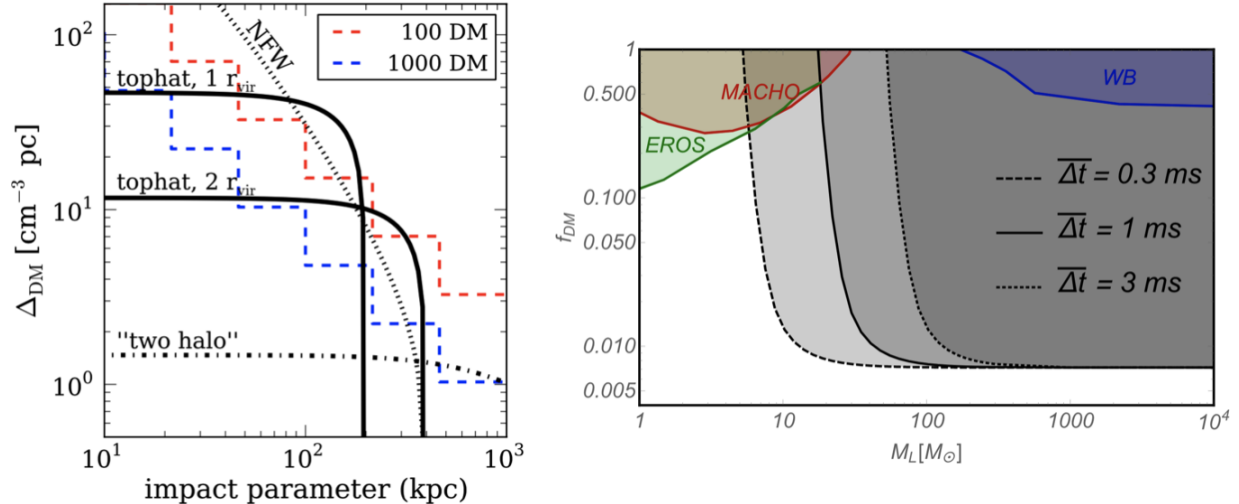 10²
10¹
10⁰
Δ_DM [cm⁻³ pc]
NFW
100 DM
1000 DM
tophat, 1 r_vir
tophat, 2 r_vir
"two halo"
10¹
10²
10³
impact parameter (kpc)
1
0.500
0.100
0.050
0.010
0.005
f_DM
MACHO
EROS
WB
Δt = 0.3 ms
Δt = 1 ms
Δt = 3 ms
1
10
100
1000
10⁴
M_L[M_⊙]